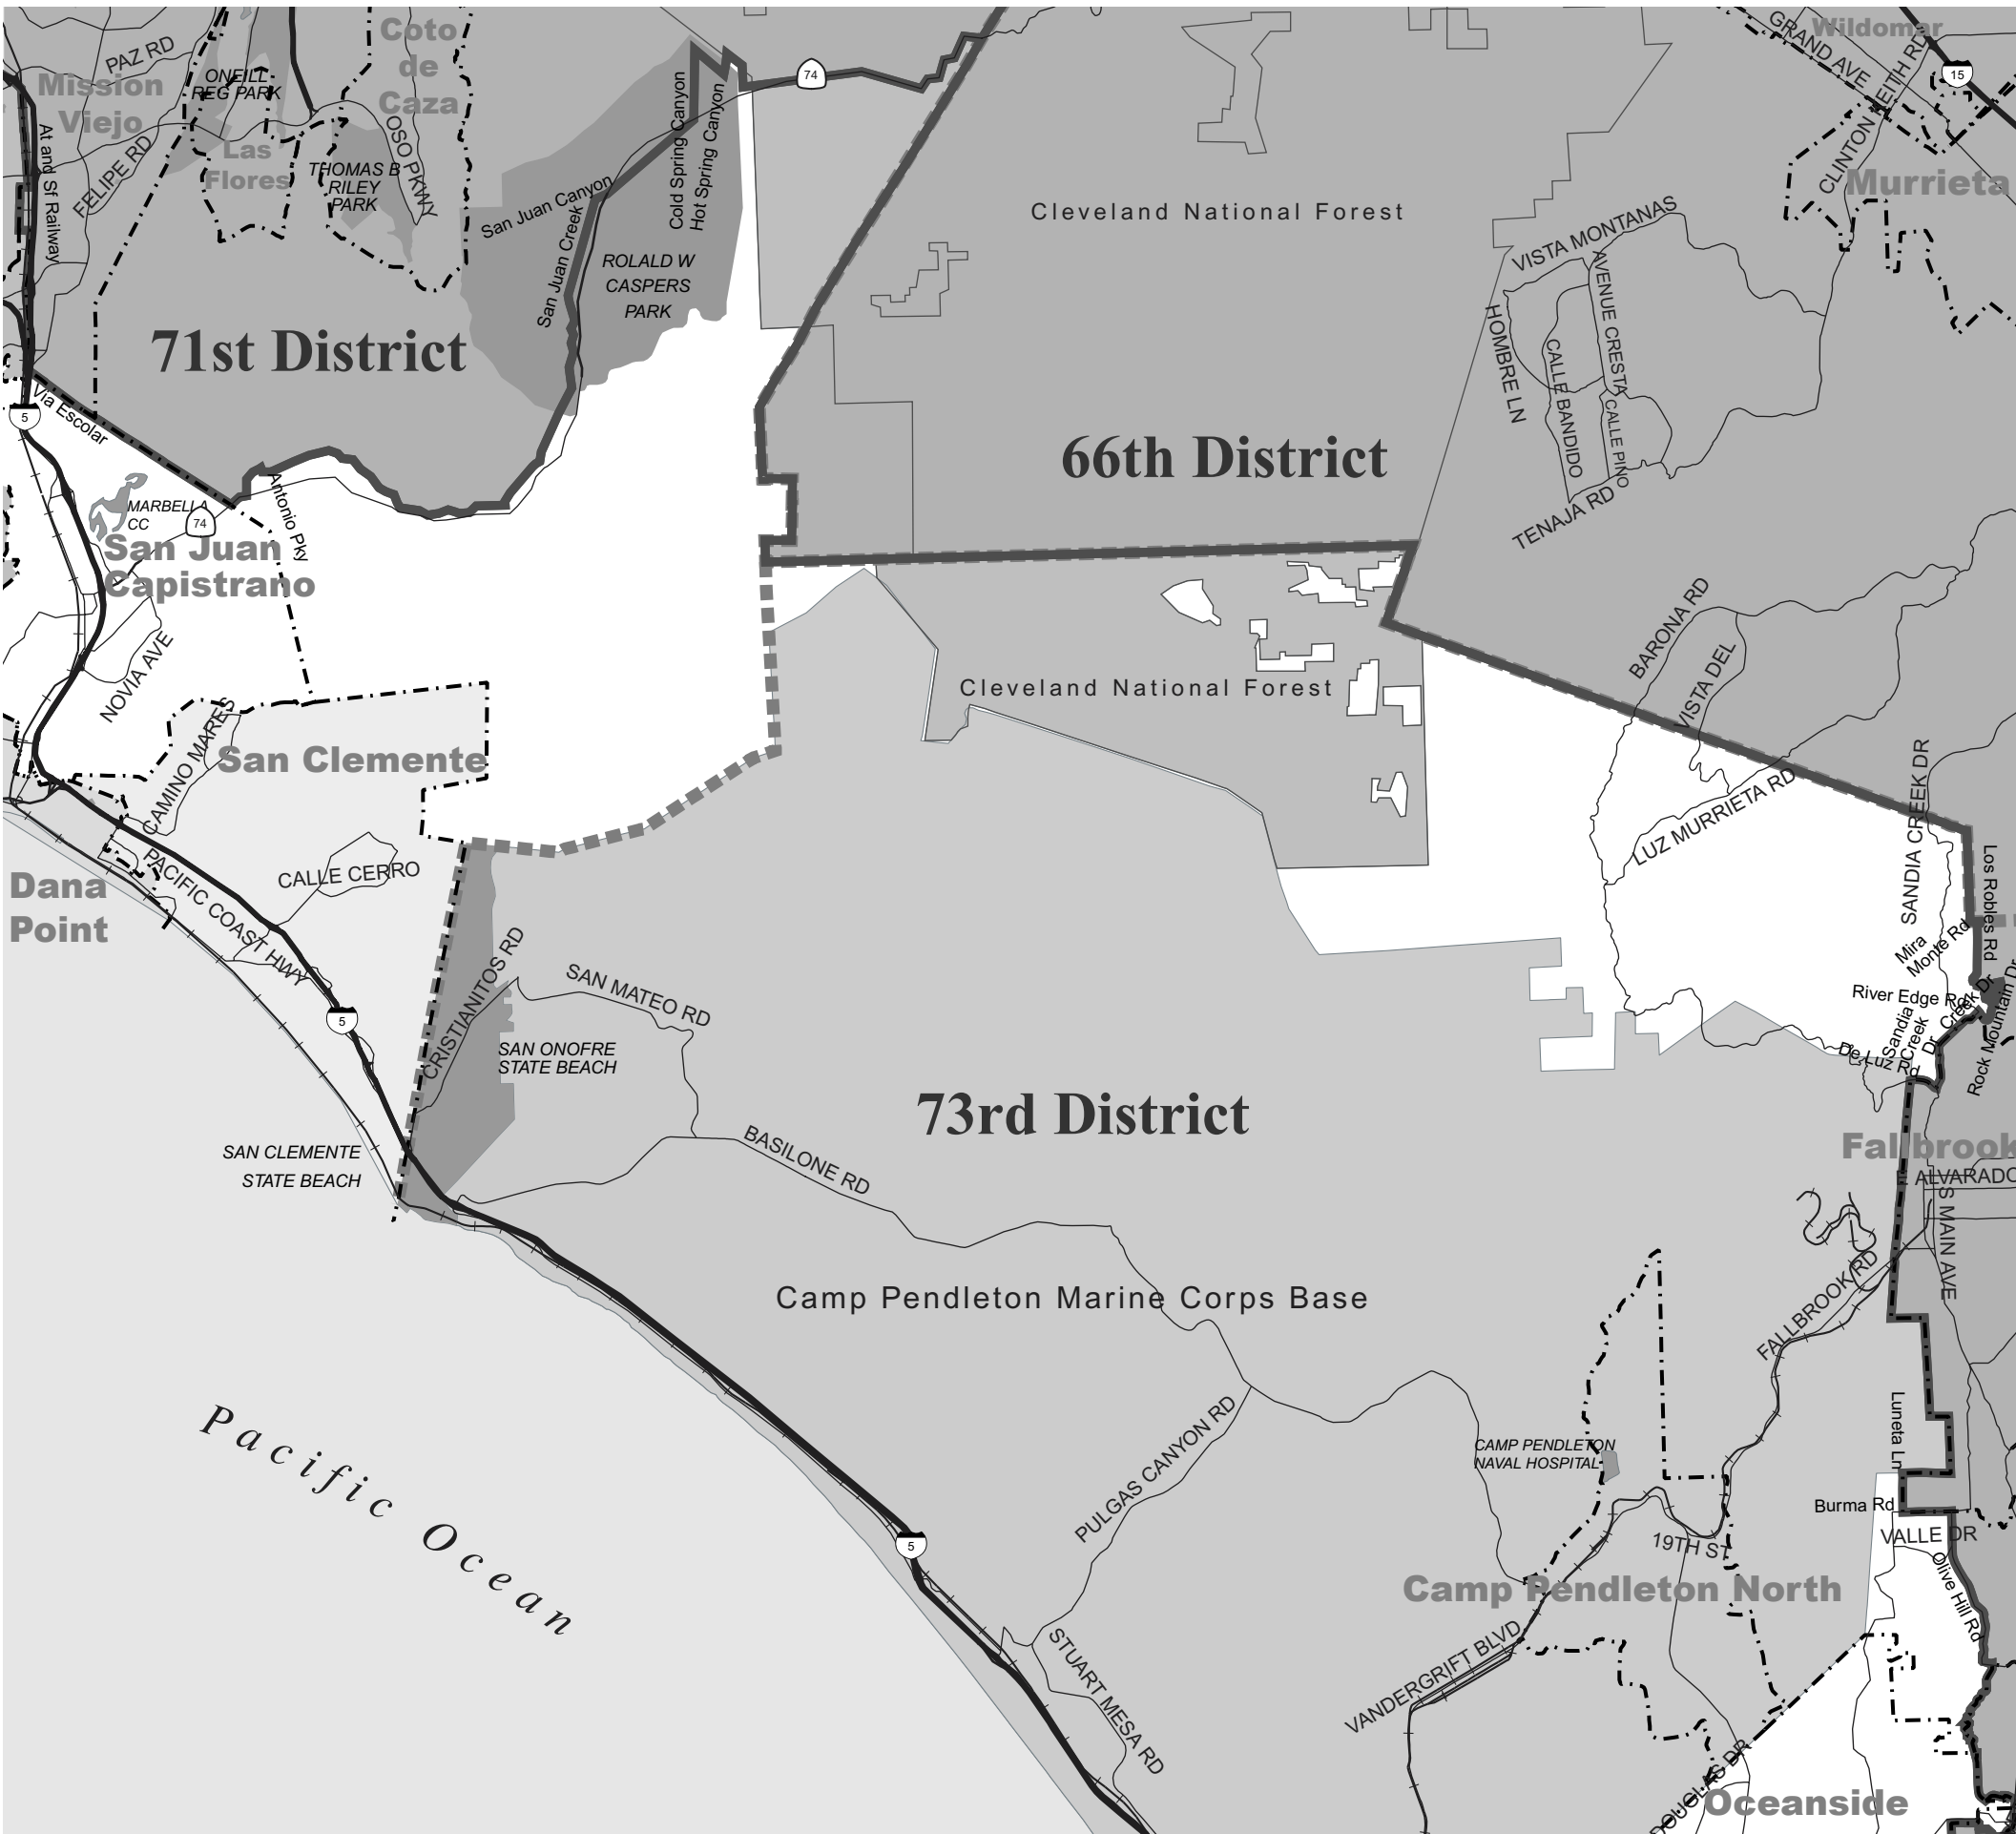 Coto
de
Caza
Wildomar
GRAND AVE
PAZ RD
Mission
Viejo
ONEILL
REG PARK
74
15
CLINTON KEITH RD
At and Sf Railway
FELIPE RD
Las
Flores
THOMAS B
RILEY
PARK
OSO PKWY
San Juan Canyon
San Juan Creek
Cold Spring Canyon
Hot Spring Canyon
ROLALD W
CASPERS
PARK
Cleveland National Forest
Murrieta
VISTA MONTANAS
AVENUE CRESTA
HOMBRE LN
CALLE BANDIDO
CALLE PINO
TENAJA RD
71st District
66th District
5
Via Escolar
MARBELLA
CC
74
Antonio Pky
San Juan
Capistrano
NOVIA AVE
BARONA RD
VISTA DEL
Cleveland National Forest
CAMINO MARES
San Clemente
LUZ MURRIETA RD
SANDIA CREEK DR
Los Robles Rd
Dana
Point
CALLE CERRO
PACIFIC COAST HWY
5
CRISTIANITOS RD
SAN MATEO RD
SAN ONOFRE
STATE BEACH
Mira
Monte Rd
River Edge Rd
Sandia
Creek
Dr
Creek Dr
Rock Mountain Dr
De Luz Rd
73rd District
SAN CLEMENTE
STATE BEACH
BASILONE RD
Fallbrook
E ALVARADO
S MAIN AVE
FALLBROOK RD
Camp Pendleton Marine Corps Base
Pacific Ocean
PULGAS CANYON RD
CAMP PENDLETON
NAVAL HOSPITAL
Luneta Ln
Burma Rd
VALLE DR
Olive Hill Rd
5
19TH ST
Camp Pendleton North
STUART MESA RD
VANDERGRIFT BLVD
DOUGLAS DR
Oceanside